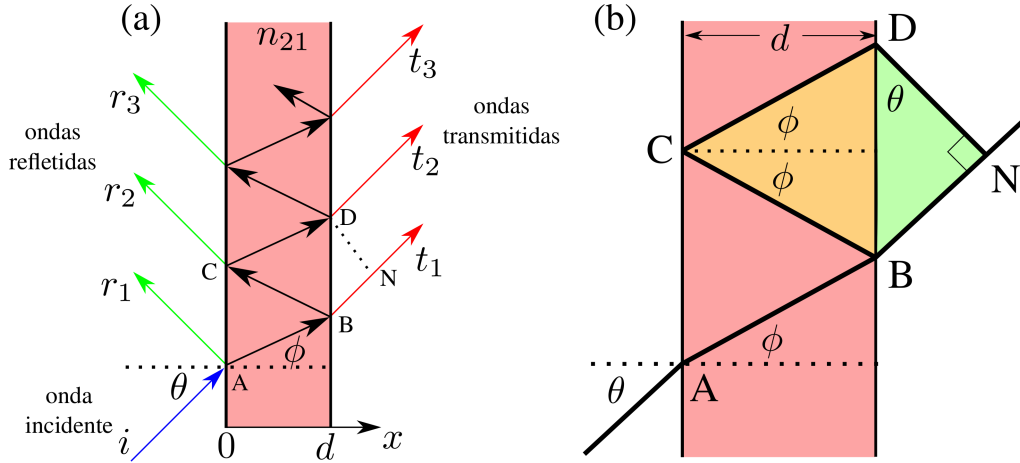 (a)
n21
t3
r3
ondas
refletidas
ondas
transmitidas
t2
r2
D
C
N
t1
r1
B
ϕ
θ
A
onda
incidente
i
0
d
x
(b)
d
D
θ
ϕ
C
ϕ
N
B
ϕ
A
θ